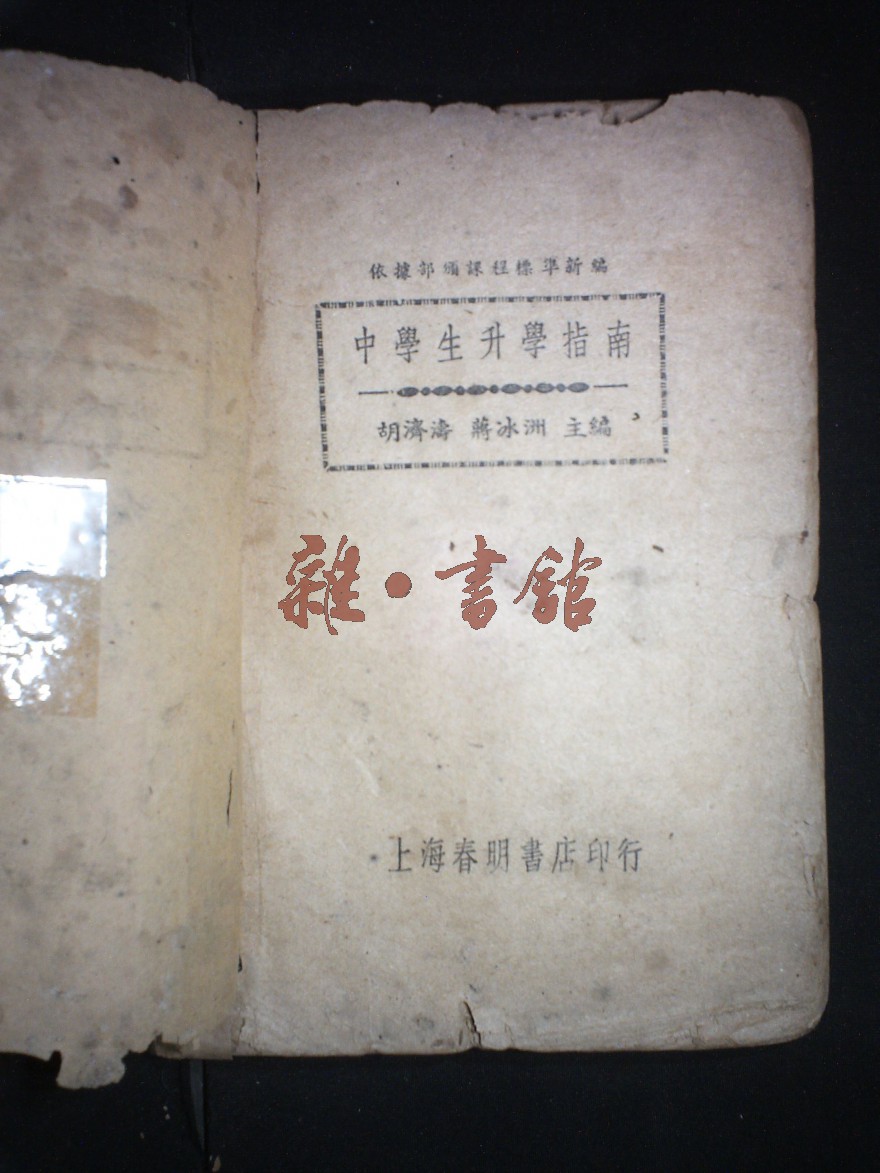 依據部頒課程標準新編
中學生升學指南
胡濟濤 蔣冰洲 主編
雜·書館
上海春明書店印行